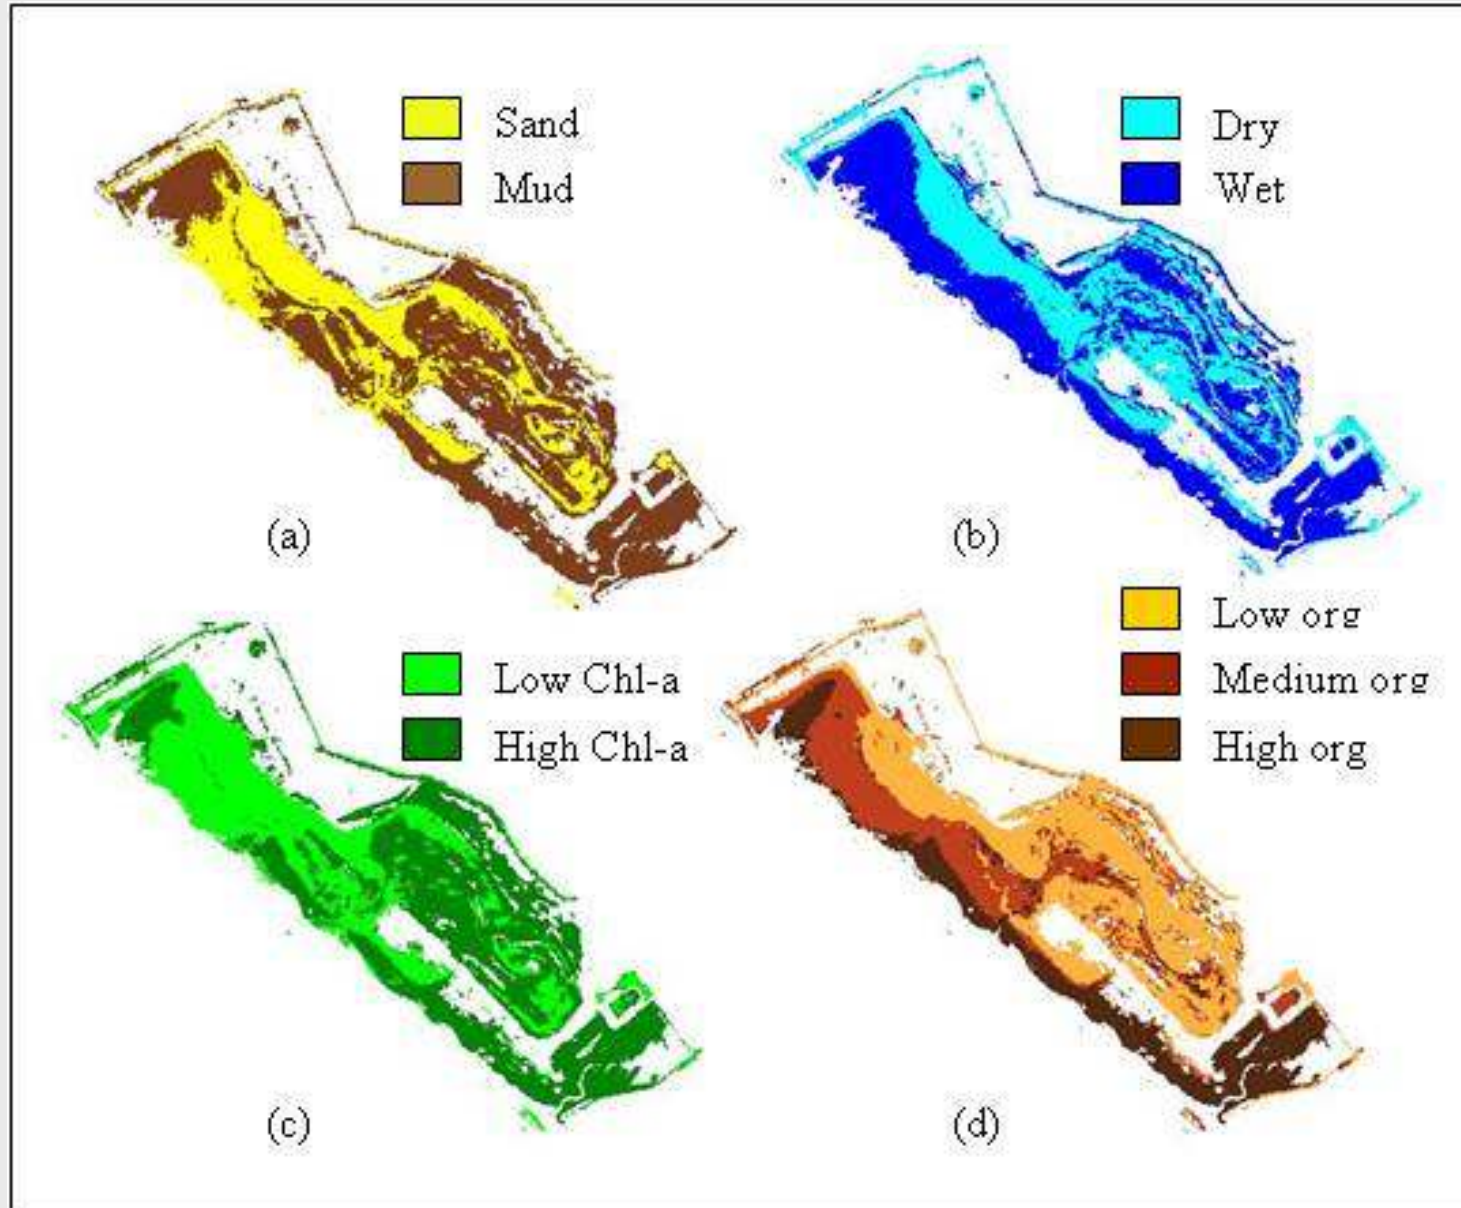 Sand
Mud
(a)
Dry
Wet
(b)
Low Chl-a
High Chl-a
(c)
Low org
Medium org
High org
(d)